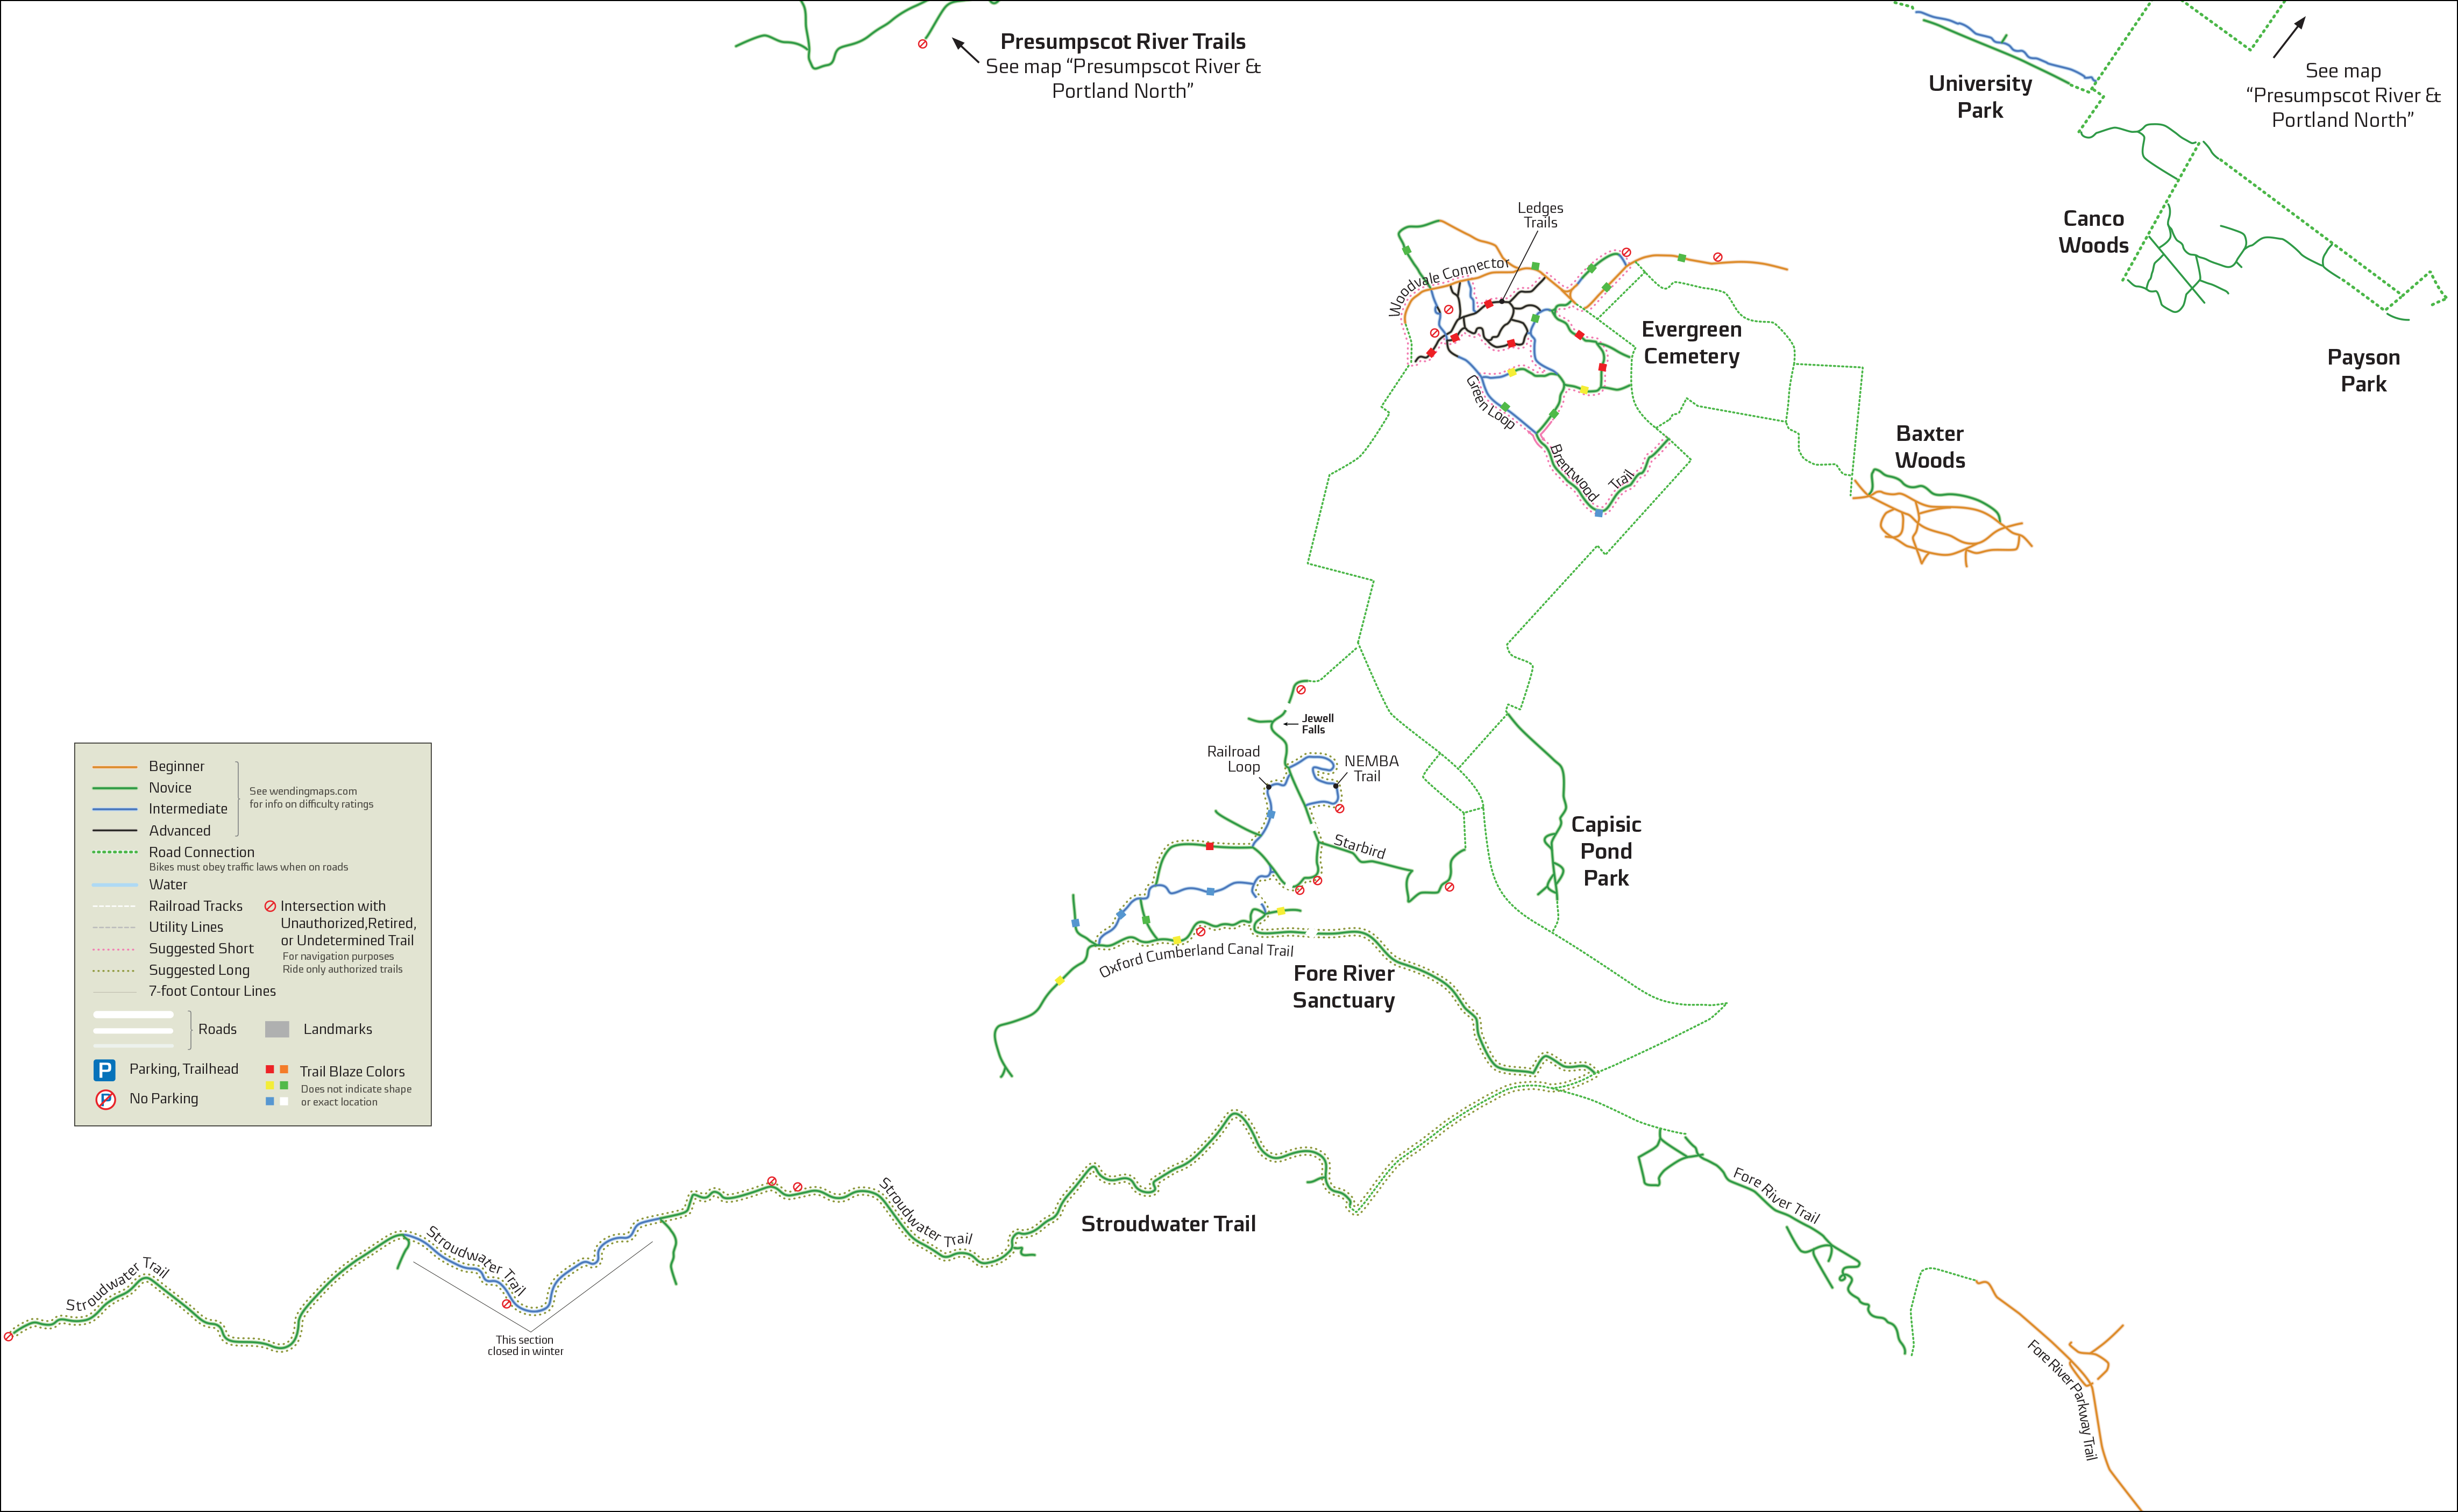 Presumpscot River Trails
See map “Presumpscot River &
Portland North”
University
Park
See map
“Presumpscot River &
Portland North”
Canco
Woods
Payson
Park
Ledges
Trails
Woodvale Connector
Evergreen
Cemetery
Green Loop
Brentwood Trail
Baxter
Woods
Jewell
Falls
Railroad
Loop
NEMBA
Trail
Starbird
Capisic
Pond
Park
Oxford Cumberland Canal Trail
Fore River
Sanctuary
Beginner
Novice
Intermediate
Advanced
See wendingmaps.com
for info on difficulty ratings
Road Connection
Bikes must obey traffic laws when on roads
Water
Railroad Tracks
Utility Lines
Suggested Short
Suggested Long
7-foot Contour Lines
Intersection with
Unauthorized,Retired,
or Undetermined Trail
For navigation purposes
Ride only authorized trails
Roads
Landmarks
P Parking, Trailhead
P No Parking
Trail Blaze Colors
Does not indicate shape
or exact location
Stroudwater Trail
Stroudwater Trail
Stroudwater Trail
Stroudwater Trail
This section
closed in winter
Fore River Trail
Fore River Parkway Trail